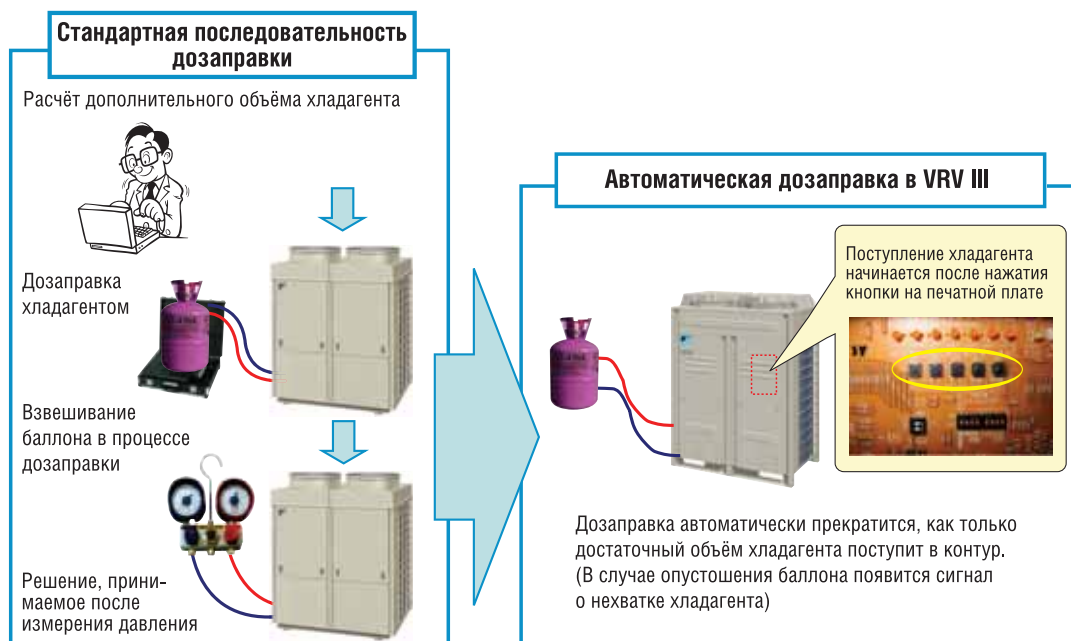 Стандартная последовательность
дозаправки
Расчёт дополнительного объёма хладагента
Дозаправка
хладагентом
Взвешивание
баллона в процессе
дозаправки
Решение, прини-
маемое после
измерения давления
Автоматическая дозаправка в VRV III
Поступление хладагента
начинается после нажатия
кнопки на печатной плате
Дозаправка автоматически прекратится, как только
достаточный объём хладагента поступит в контур.
(В случае опустошения баллона появится сигнал
о нехватке хладагента)